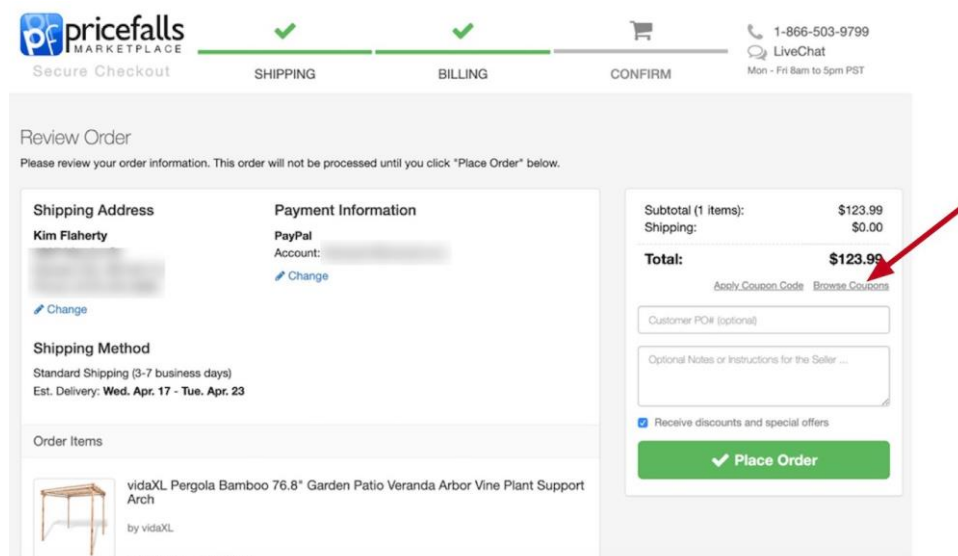 pricefalls
MARKETPLACE
Secure Checkout
SHIPPING
BILLING
CONFIRM
1-866-503-9799
LiveChat
Mon - Fri 8am to 5pm PST
Review Order
Please review your order information. This order will not be processed until you click "Place Order" below.
Shipping Address
Kim Flaherty
Change
Payment Information
PayPal
Account:
Change
Shipping Method
Standard Shipping (3-7 business days)
Est. Delivery: Wed. Apr. 17 - Tue. Apr. 23
Order Items
vidaXL Pergola Bamboo 76.8" Garden Patio Veranda Arbor Vine Plant Support
Arch
by vidaXL
Subtotal (1 items): $123.99
Shipping: $0.00
Total: $123.99
Apply Coupon Code Browse Coupons
Customer PO# (optional)
Optional Notes or Instructions for the Seller ...
Receive discounts and special offers
Place Order